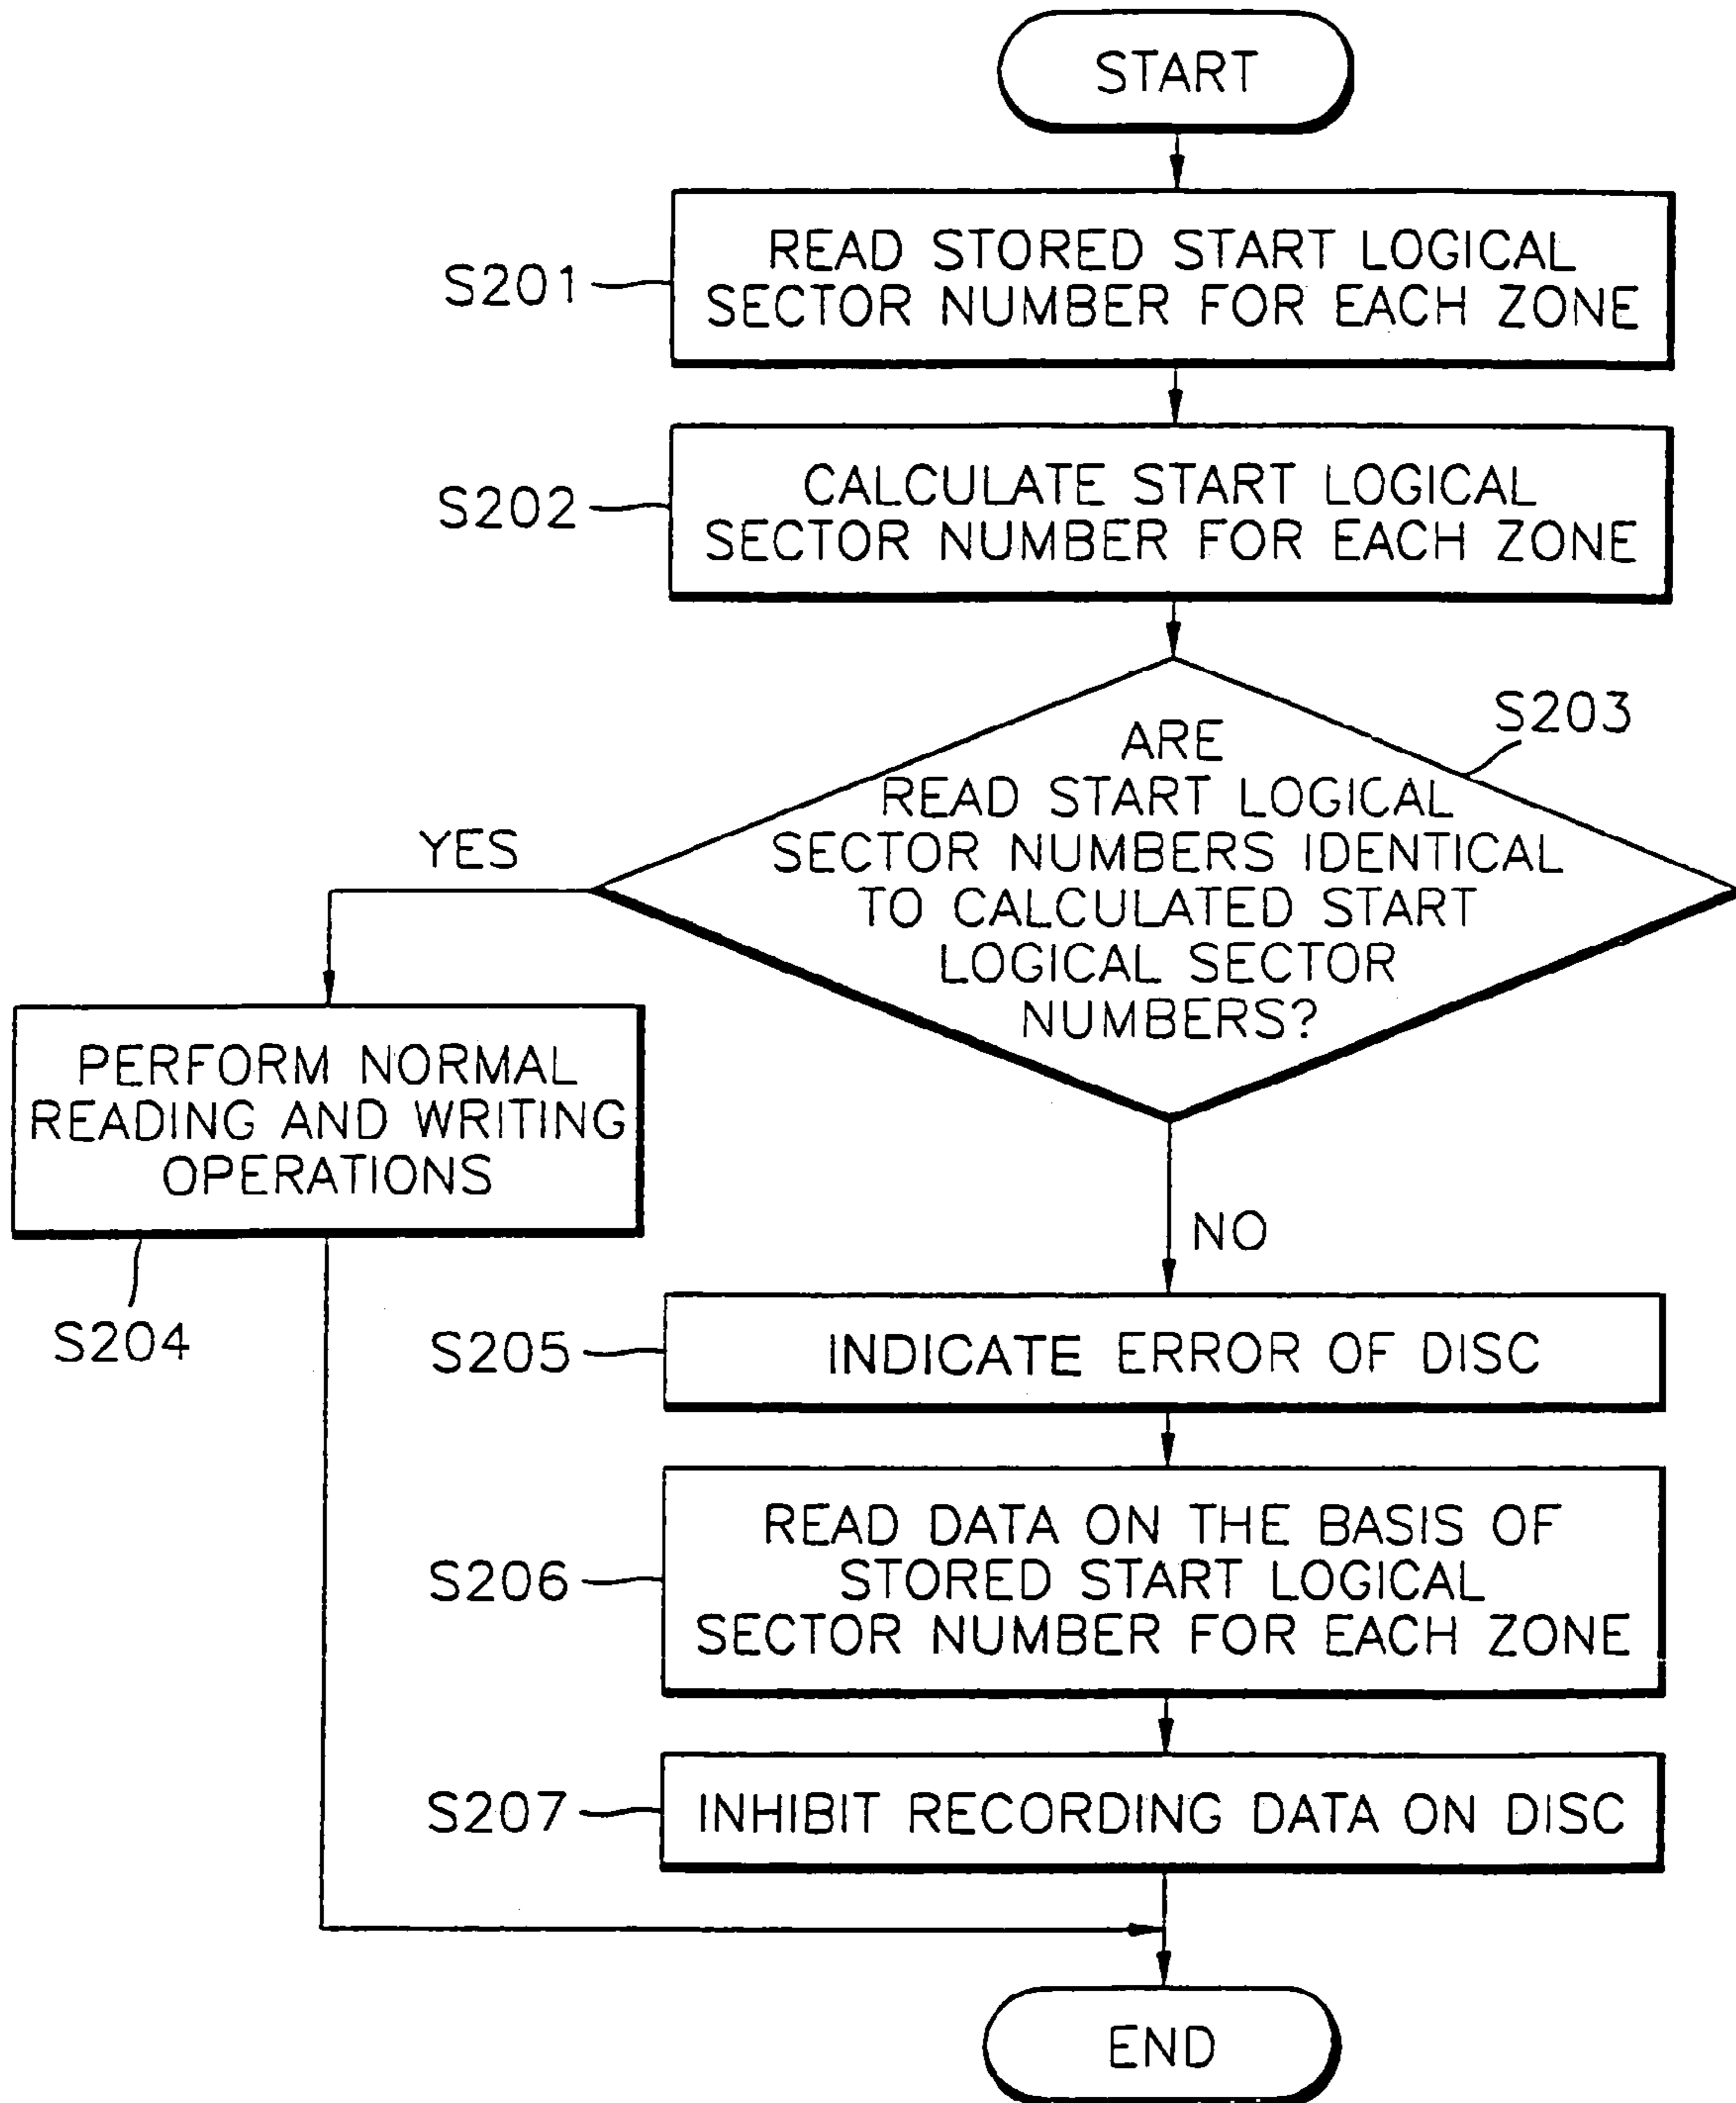 START
S201
READ STORED START LOGICAL
SECTOR NUMBER FOR EACH ZONE
S202
CALCULATE START LOGICAL
SECTOR NUMBER FOR EACH ZONE
S203
ARE
READ START LOGICAL
SECTOR NUMBERS IDENTICAL
TO CALCULATED START
LOGICAL SECTOR
NUMBERS?
YES
PERFORM NORMAL
READING AND WRITING
OPERATIONS
S204
NO
S205
INDICATE ERROR OF DISC
S206
READ DATA ON THE BASIS OF
STORED START LOGICAL
SECTOR NUMBER FOR EACH ZONE
S207
INHIBIT RECORDING DATA ON DISC
END